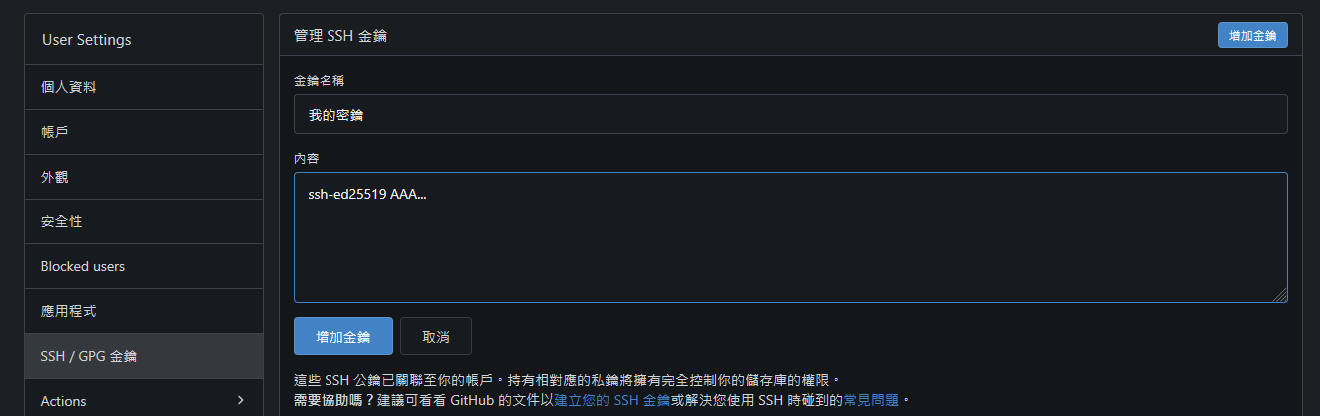 User Settings
個人資料
帳戶
外觀
安全性
Blocked users
應用程式
SSH / GPG 金鑰
Actions
管理 SSH 金鑰
增加金鑰
金鑰名稱
我的密鑰
內容
ssh-ed25519 AAA...
增加金鑰
取消
這些 SSH 公鑰已關聯至你的帳戶。持有相對應的私鑰將擁有完全控制你的儲存庫的權限。
需要協助嗎？建議可看看 GitHub 的文件以建立您的 SSH 金鑰或解決您使用 SSH 時碰到的常見問題。